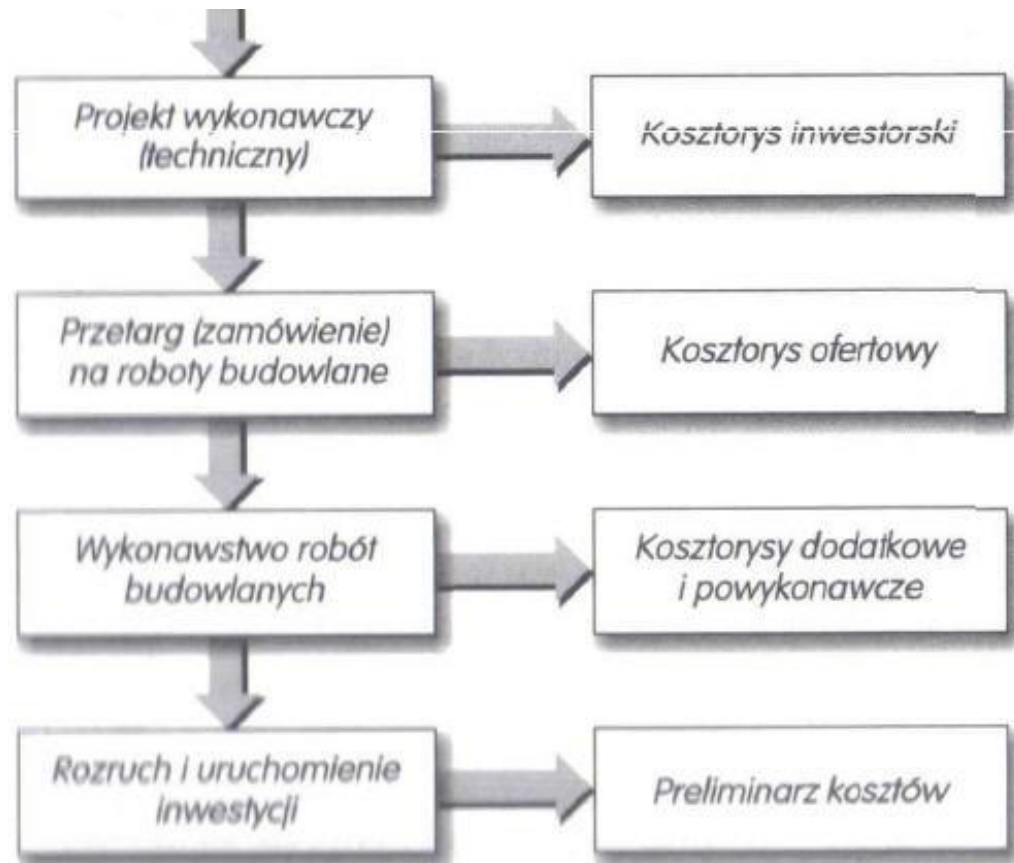 Projekt wykonawczy
(techniczny)
Kosztorys inwestorski
Przetarg (zamówienie)
na roboty budowlane
Kosztorys ofertowy
Wykonawstwo robót
budowlanych
Kosztorysy dodatkowe
i powykonawcze
Rozruch i uruchomienie
inwestycji
Preliminarz kosztów